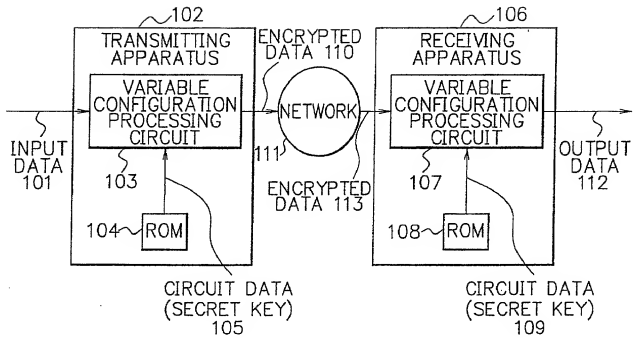 102
TRANSMITTING
APPARATUS
VARIABLE
CONFIGURATION
PROCESSING
CIRCUIT
103
INPUT
DATA
101
104
ROM
CIRCUIT DATA
(SECRET KEY)
105
ENCRYPTED
DATA 110
NETWORK
111
ENCRYPTED
DATA 113
106
RECEIVING
APPARATUS
VARIABLE
CONFIGURATION
PROCESSING
CIRCUIT
107
108
ROM
CIRCUIT DATA
(SECRET KEY)
109
OUTPUT
DATA
112